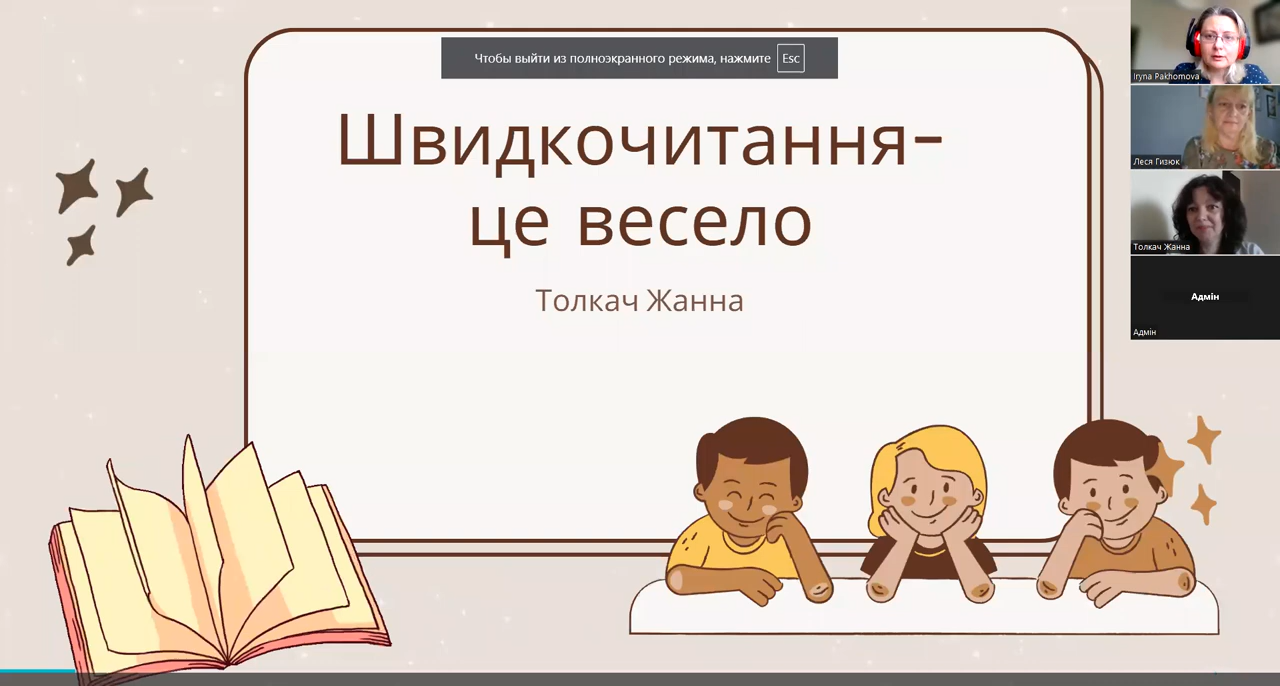 Чтобы выйти из полноэкранного режима, нажмите Esc
Швидкочитання-
це весело
Толкач Жанна
Iryna Pakhomova
Леся Гизюк
Толкач Жанна
Адмін
Адмін